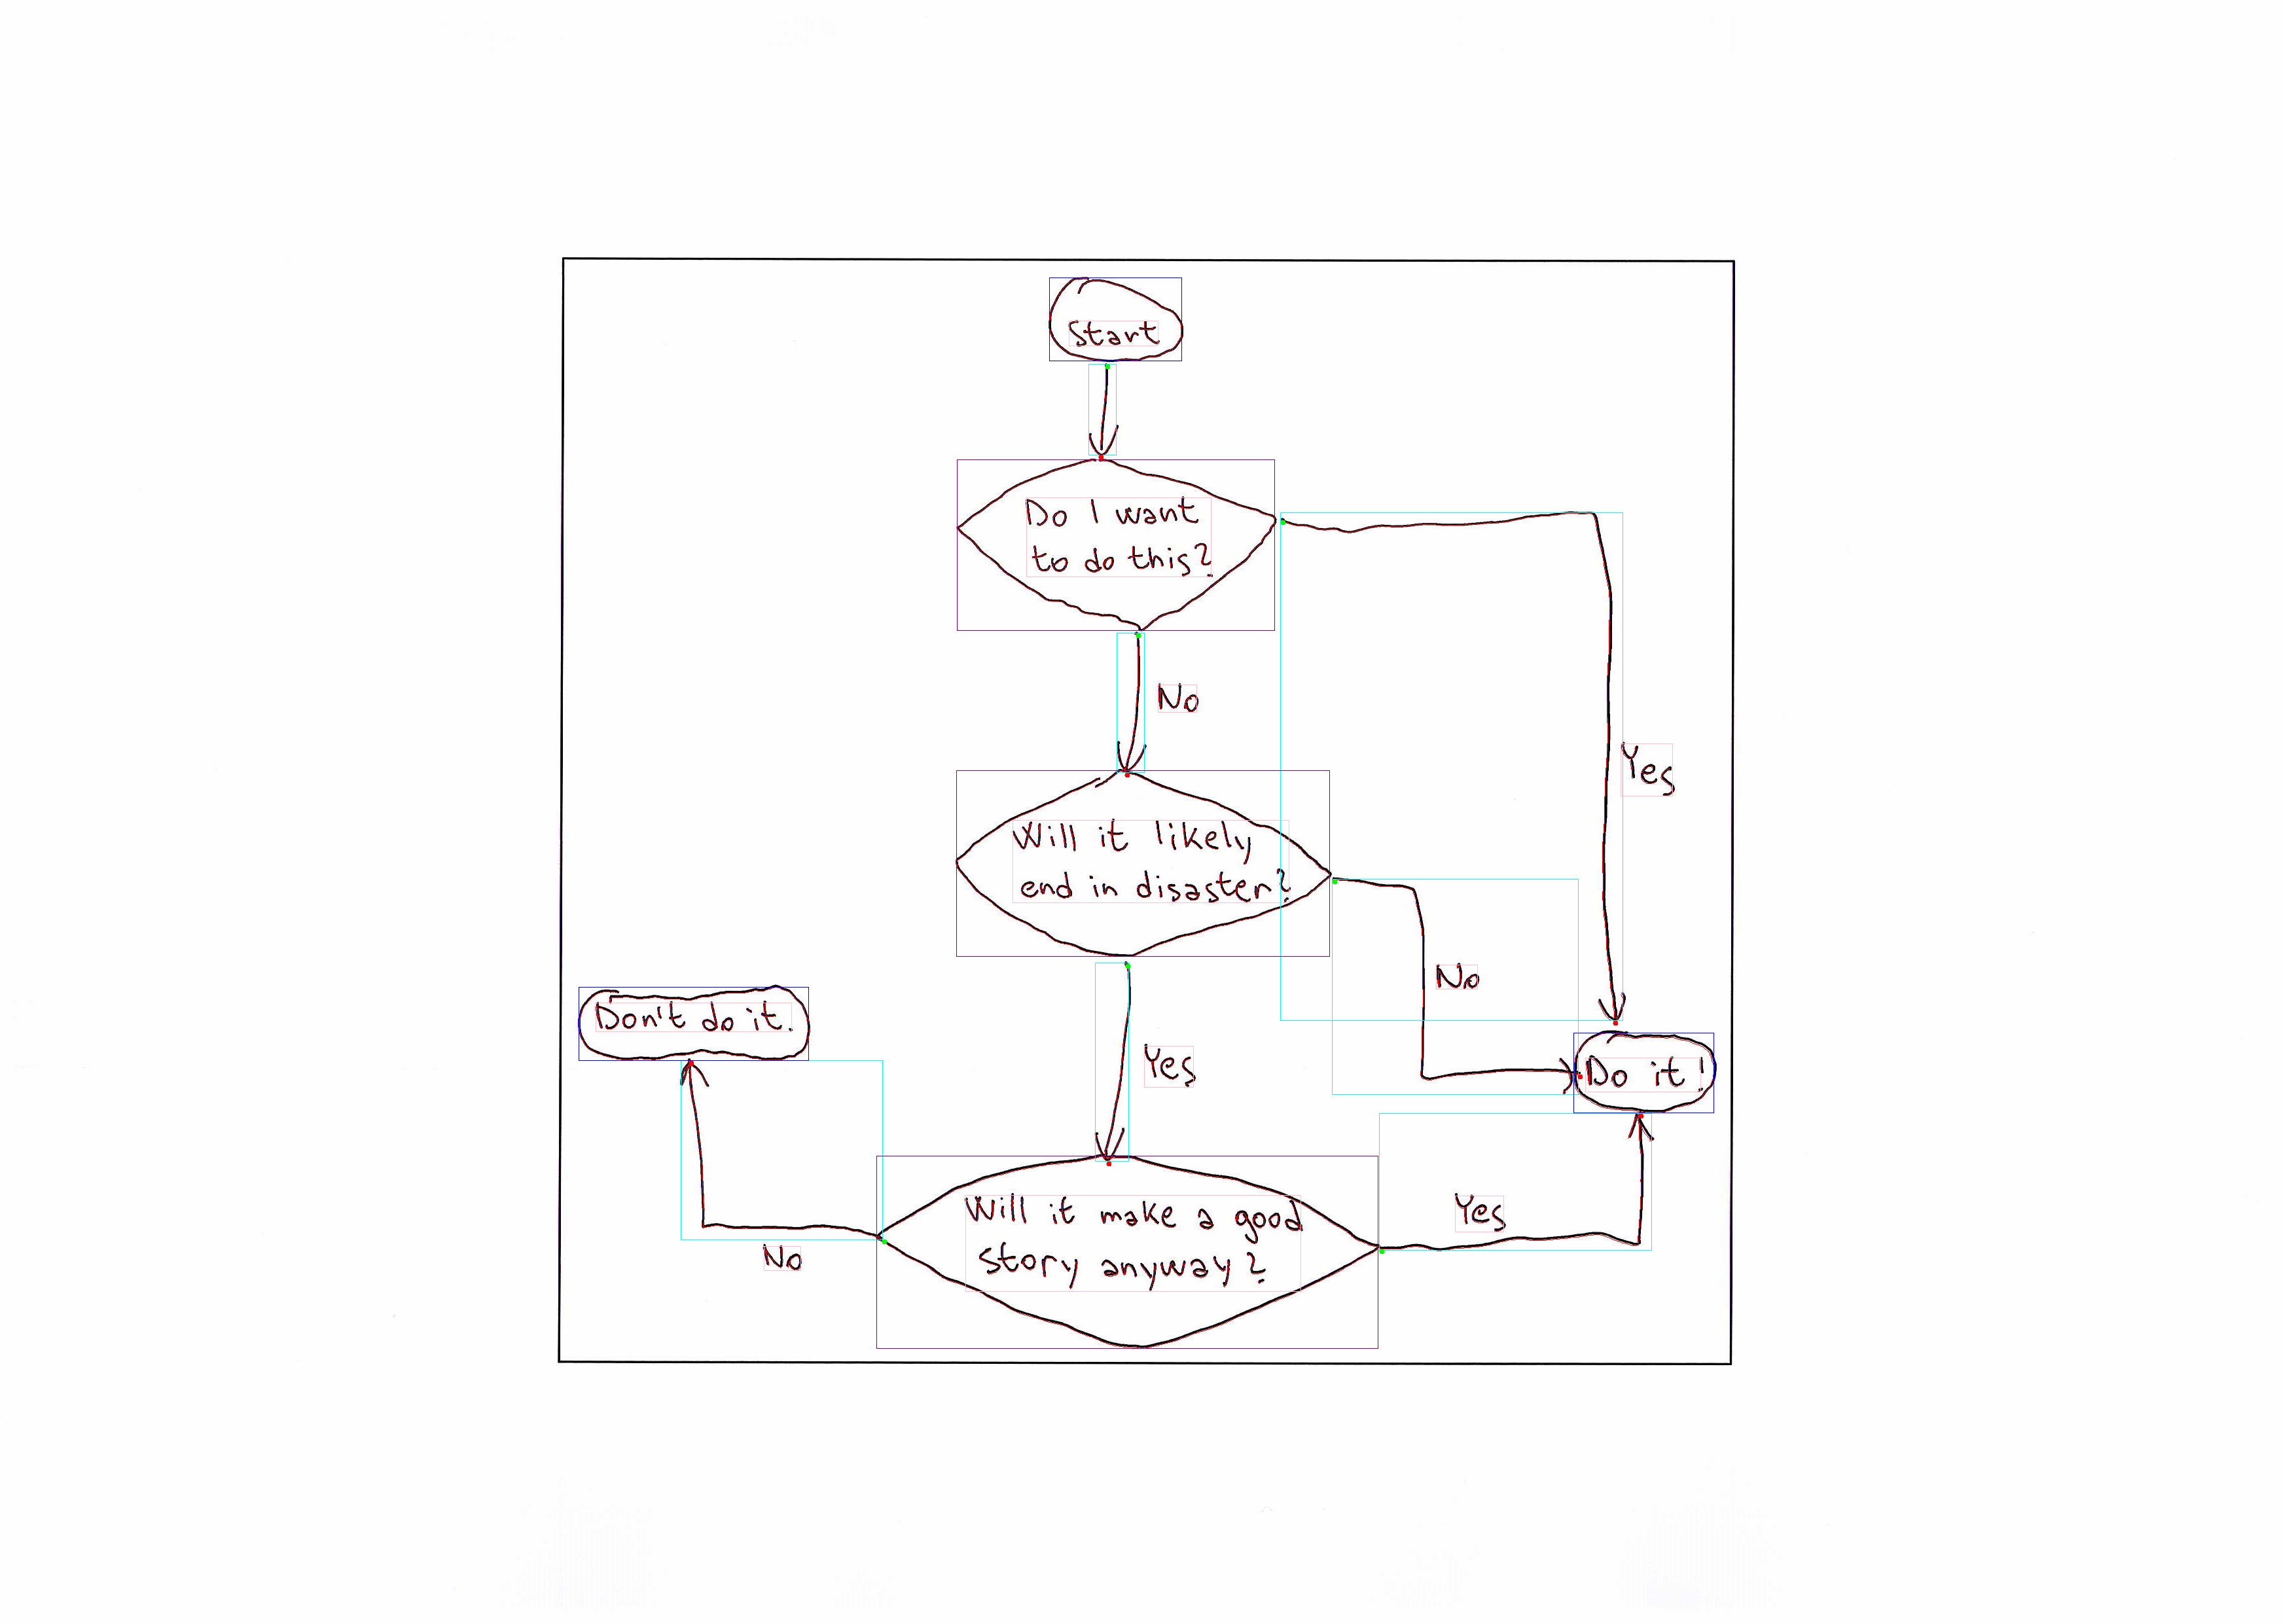 Start
Do I want
to do this?
No
Yes
Will it likely
end in disaster?
No
Don't do it.
Yes
Do it!
Will it make a good
story anyway?
Yes
No